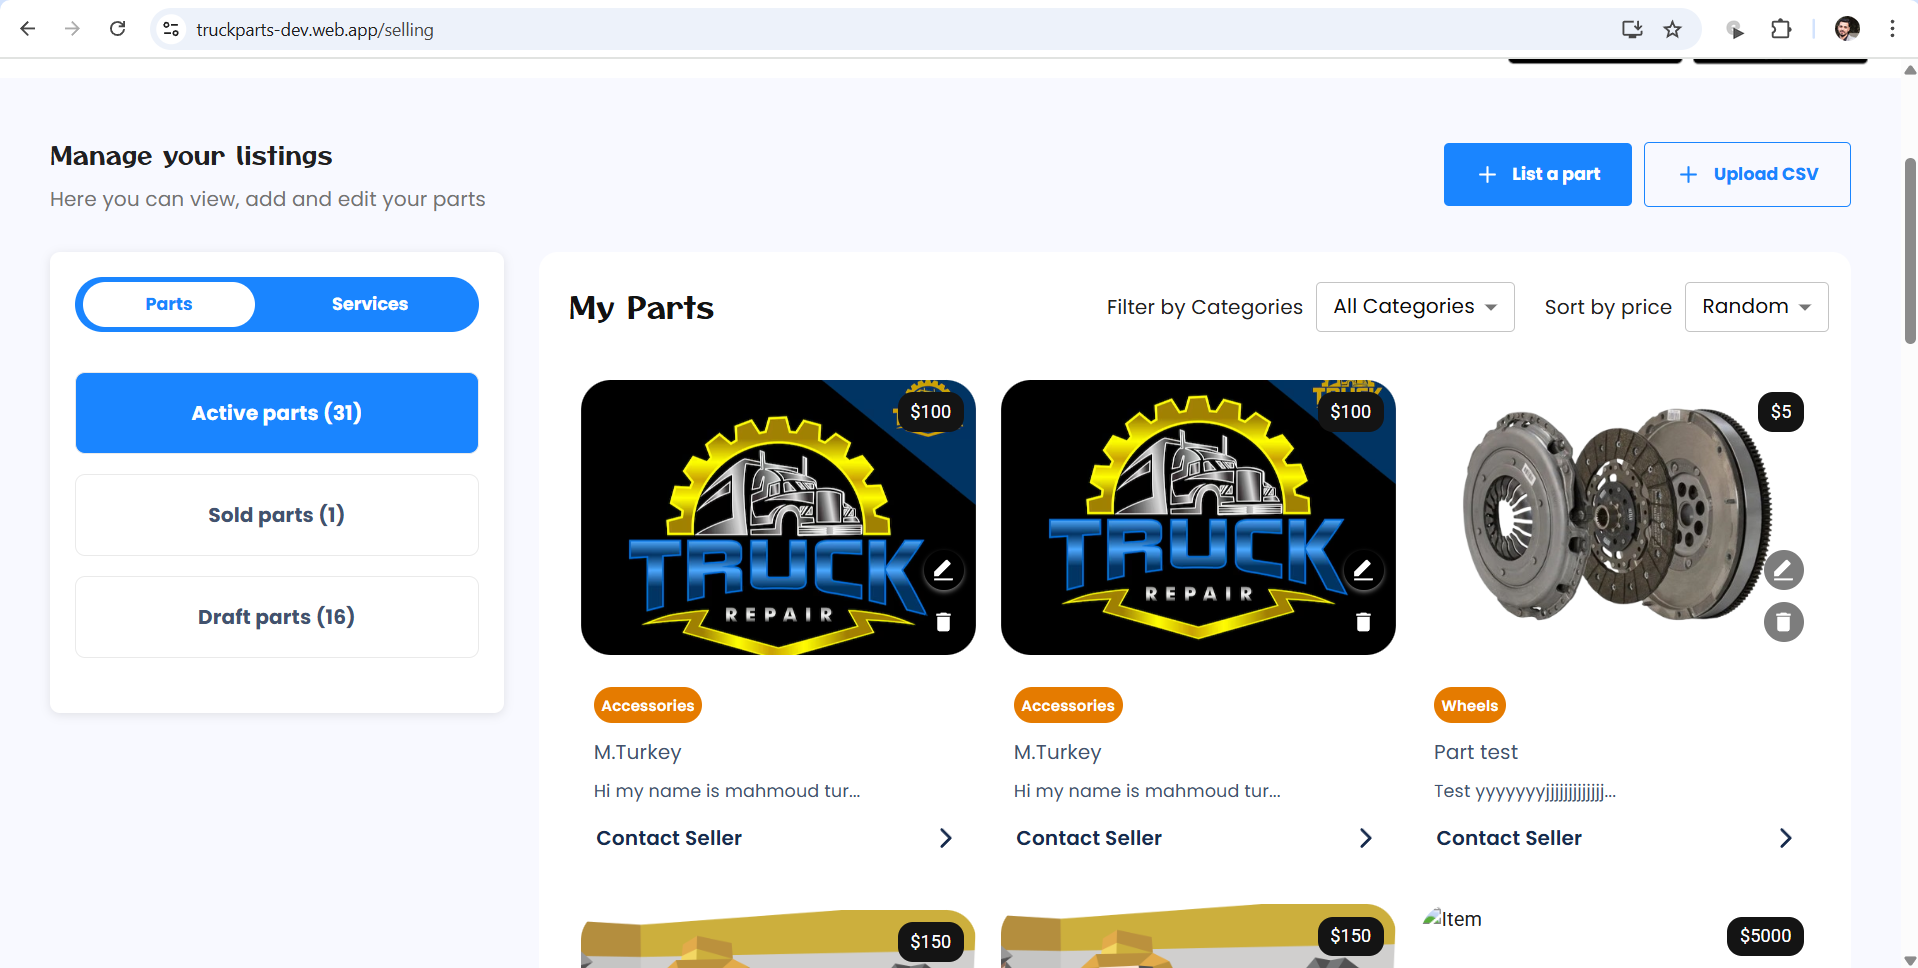 truckparts-dev.web.app/selling
Manage your listings
Here you can view, add and edit your parts
List a part
Upload CSV
Parts
Services
Active parts (31)
Sold parts (1)
Draft parts (16)
My Parts
Filter by Categories
All Categories
Sort by price
Random
$100
TRUCK
REPAIR
Accessories
M.Turkey
Hi my name is mahmoud tur...
Contact Seller
$100
TRUCK
REPAIR
Accessories
M.Turkey
Hi my name is mahmoud tur...
Contact Seller
$5
Wheels
Part test
Test yyyyyyyjjjjjjjjjjjjj...
Contact Seller
$150
$150
Item
$5000